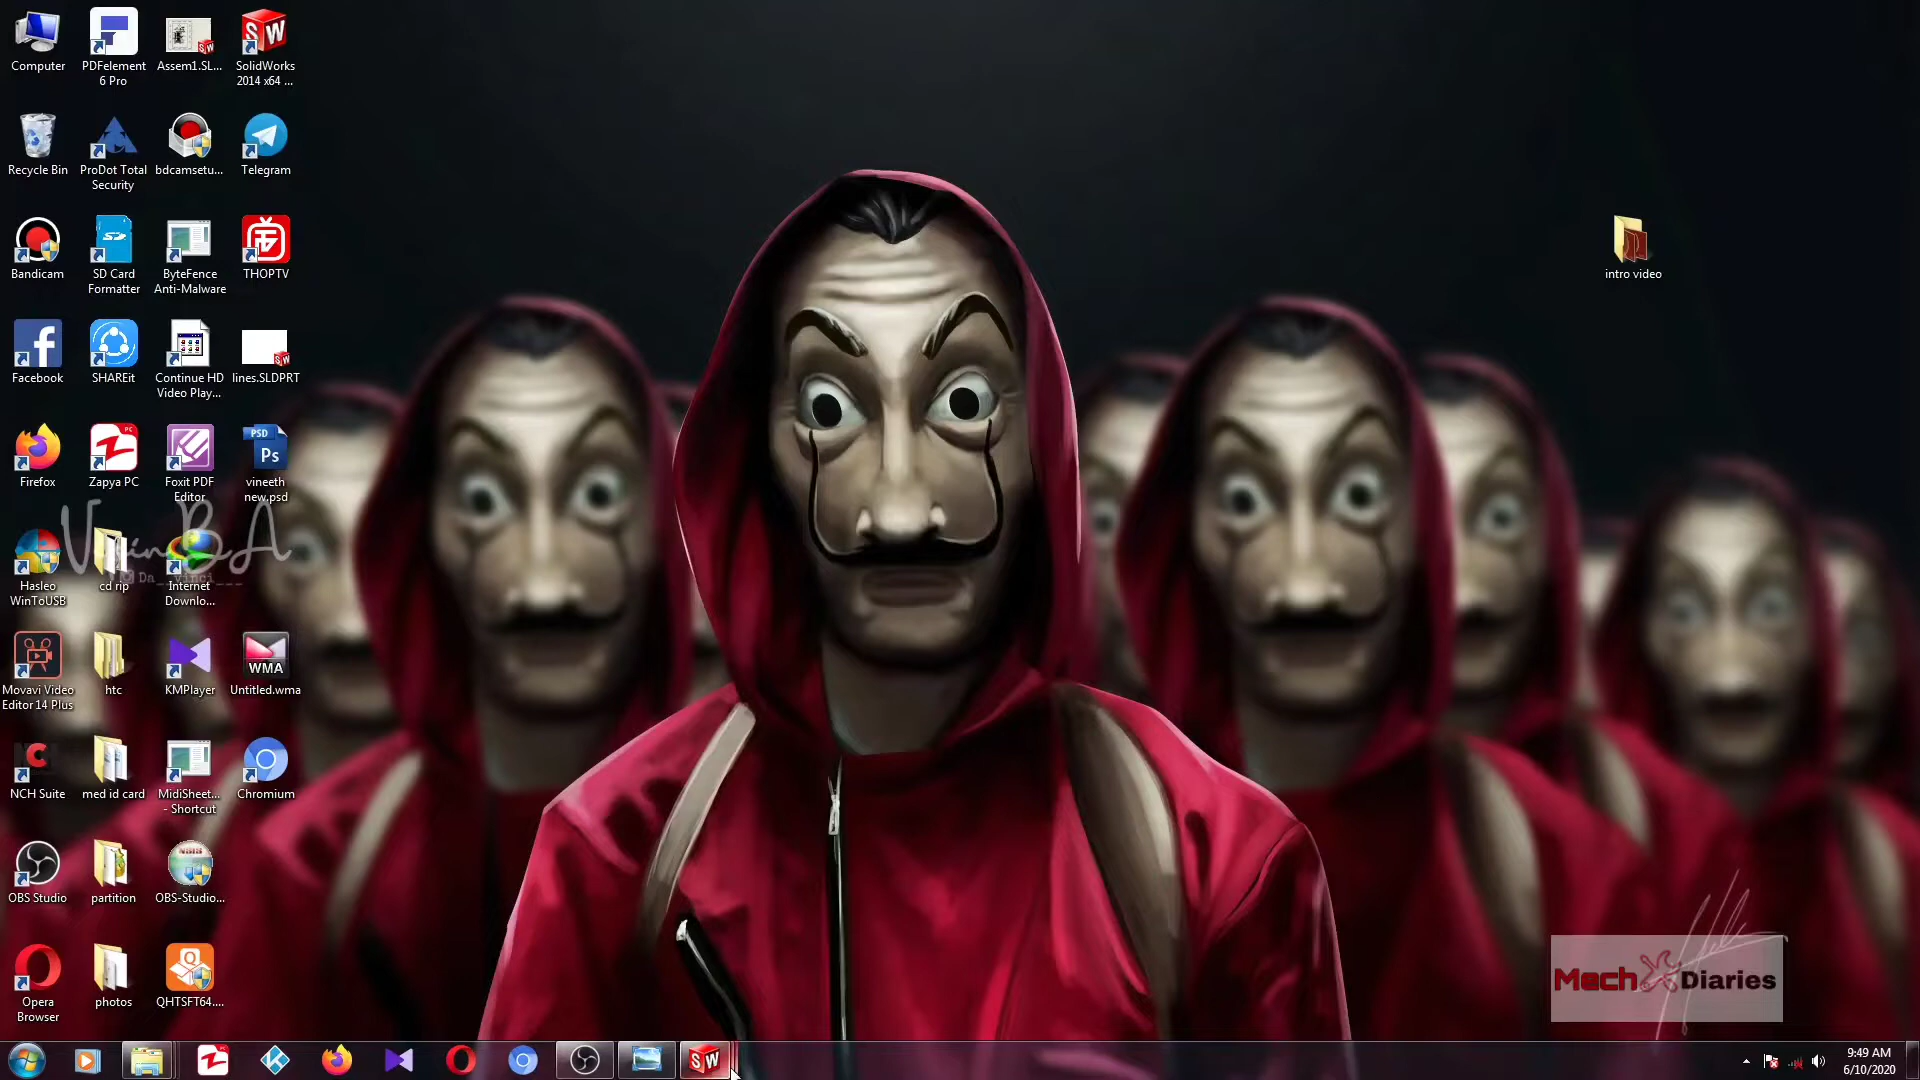 Computer
PDFelement
6 Pro
Assem1.SL...
SolidWorks
2014 x64 ...
Recycle Bin
ProDot Total
Security
bdcamsetu...
Telegram
Bandicam
SD Card
Formatter
ByteFence
Anti-Malware
THOPTV
intro video
Facebook
SHAREit
Continue HD
Video Play...
lines.SLDPRT
Firefox
Zapya PC
Foxit PDF
Editor
PSD
Ps
vineeth
new.psd
Hasleo
WinToUSB
cd rip
Internet
Downlo...
Movavi Video
Editor 14 Plus
htc
KMPlayer
WMA
Untitled.wma
NCH Suite
med id card
MidiSheet...
- Shortcut
Chromium
OBS Studio
partition
OBS-Studio...
Opera
Browser
photos
QHTSFT64....
Mech Diaries
9:49 AM
6/10/2020